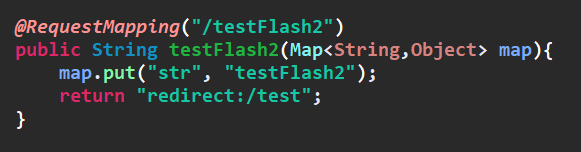 @RequestMapping("/testFlash2")
public String testFlash2(Map<String,Object> map){
    map.put("str", "testFlash2");
    return "redirect:/test";
}